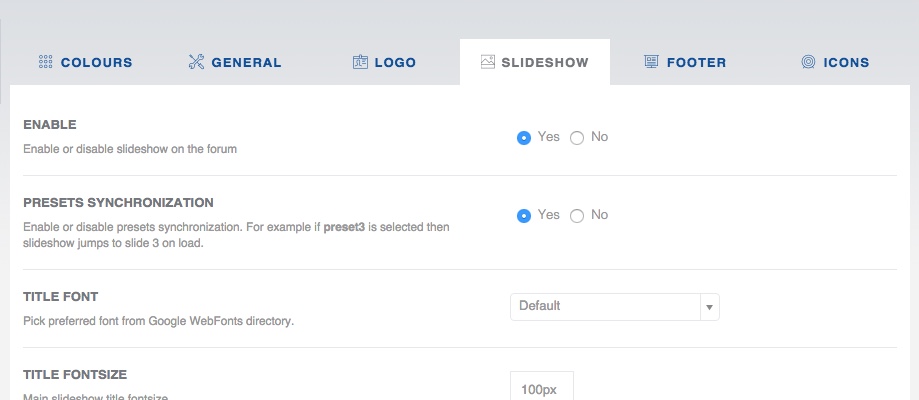 COLOURS GENERAL LOGO SLIDESHOW FOOTER ICONS
ENABLE
Enable or disable slideshow on the forum
Yes No
PRESETS SYNCHRONIZATION
Enable or disable presets synchronization. For example if preset3 is selected then
slideshow jumps to slide 3 on load.
Yes No
TITLE FONT
Pick preferred font from Google WebFonts directory.
Default
TITLE FONTSIZE
Main slideshow title fontsize
100px